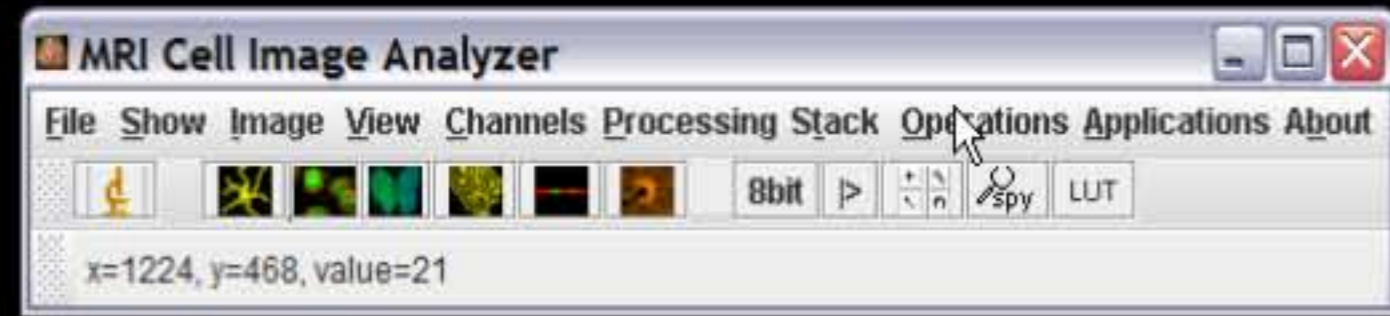 MRI Cell Image Analyzer
File Show Image View Channels Processing Stack Operations Applications About
8bit |> spy LUT
x=1224, y=468, value=21